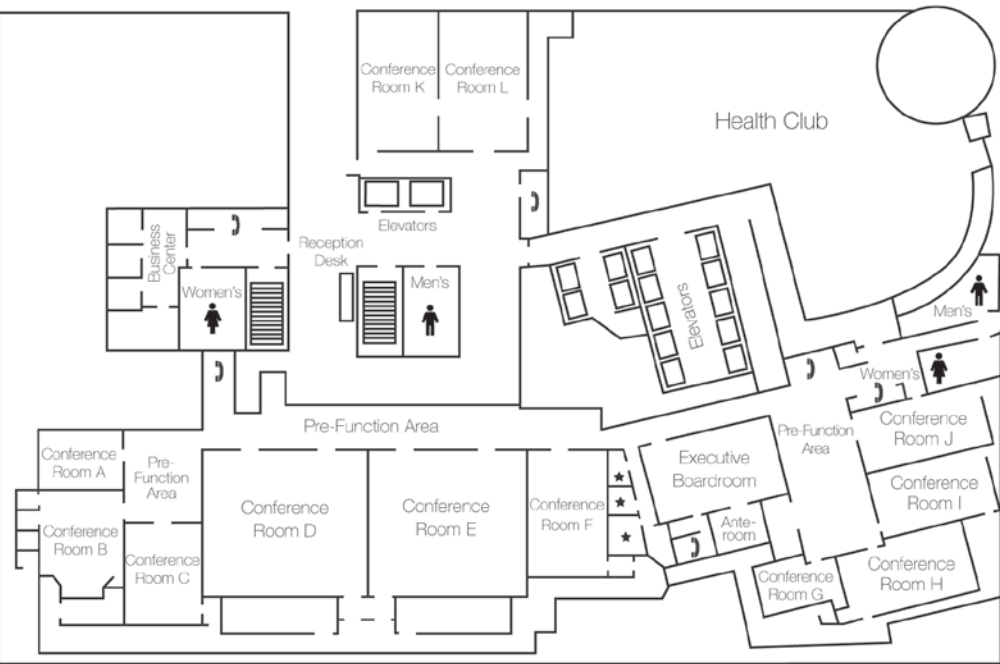 Conference
Room K
Conference
Room L
Health Club
Elevators
Reception
Desk
Business
Center
Women's
Men's
Elevators
Men's
Women's
Pre-Function Area
Pre-Function
Area
Conference
Room J
Conference
Room A
Pre-
Function
Area
Executive
Boardroom
Conference
Room I
Conference
Room D
Conference
Room E
Conference
Room F
Ante-
room
Conference
Room B
Conference
Room C
Conference
Room G
Conference
Room H